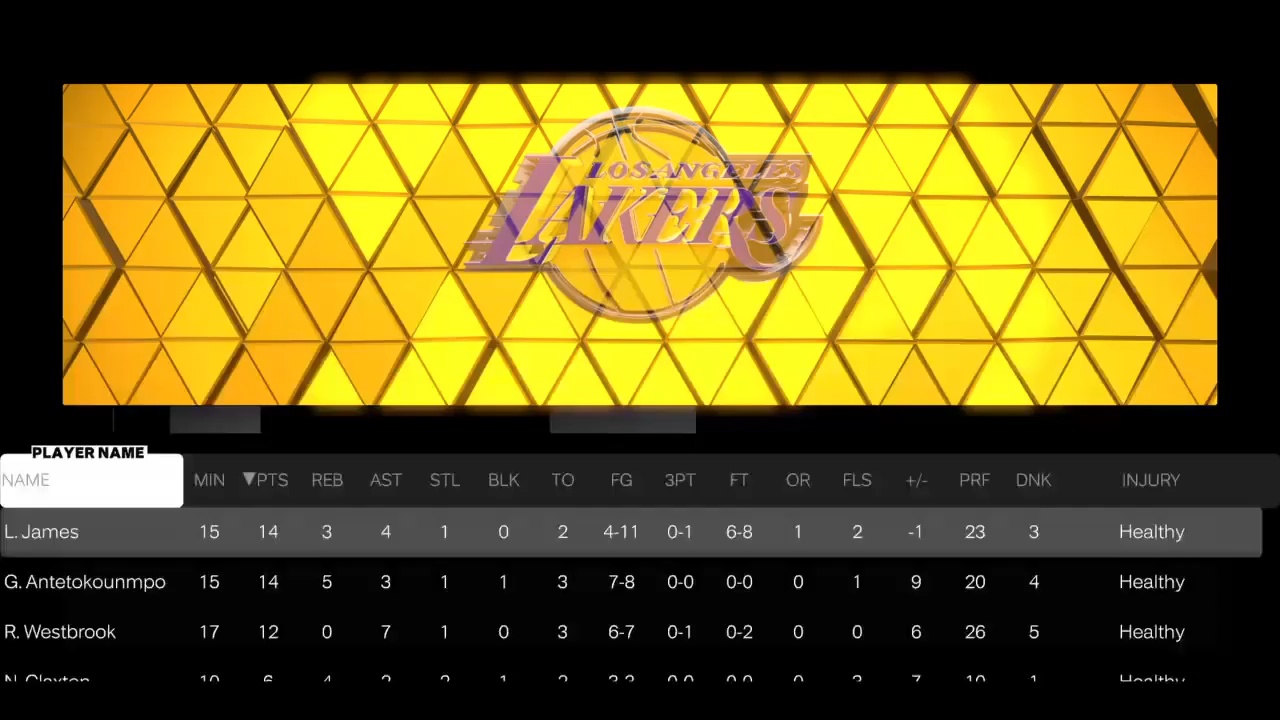 LOS ANGELES
LAKERS
PLAYER NAME
NAME MIN ▼PTS REB AST STL BLK TO FG 3PT FT OR FLS +/- PRF DNK INJURY
L. James 15 14 3 4 1 0 2 4-11 0-1 6-8 1 2 -1 23 3 Healthy
G. Antetokounmpo 15 14 5 3 1 1 3 7-8 0-0 0-0 0 1 9 20 4 Healthy
R. Westbrook 17 12 0 7 1 0 3 6-7 0-1 0-2 0 0 6 26 5 Healthy
N. Claxton 10